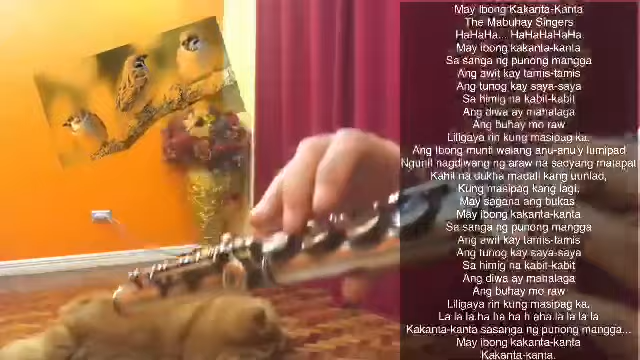 May Ibong Kakanta-Kanta
The Mabuhay Singers
HaHaHa....HaHaHaHaHa.
May ibong kakanta-kanta
Sa sanga ng punong mangga
Ang awit kay tamis-tamis
Ang tunog kay saya-saya
Sa himig na kabit-kabit
Ang diwa ay mahalaga
Ang buhay mo raw
Liligaya rin kung masipag ka.
Ang ibong munti walang anu-ano'y lumipad
Ngunit nagdiwang ng araw na sadyang matapat
Kahit na dukha madali kang uunlad,
Kung masipag kang lagi.
May sagana ang bukas
May ibong kakanta-kanta
Sa sanga ng punong mangga
Ang awit kay tamis-tamis
Ang tunog kay saya-saya
Sa himig na kabit-kabit
Ang diwa ay mahalaga
Ang buhay mo raw
Liligaya rin kung masipag ka.
La la la ha ha ha h aha la la la la
Kakanta-kanta sasanga ng punong mangga...
May ibong kakanta-kanta
Kakanta-kanta.